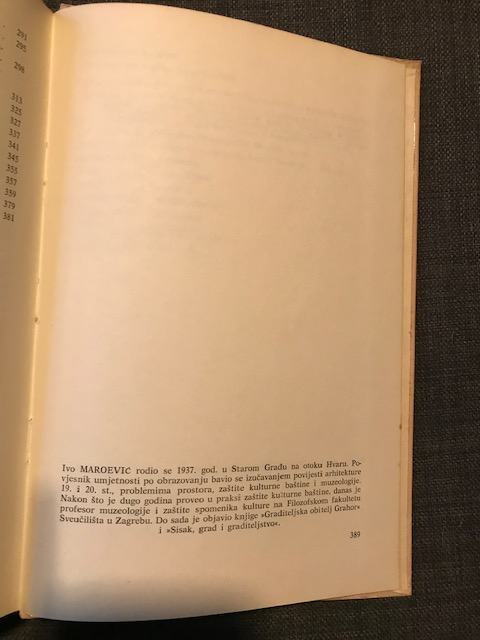 291
295
298
313
325
327
337
341
345
355
357
359
379
381
Ivo MAROEVIĆ rodio se 1937. god. u Starom Gradu na otoku Hvaru. Po-
vjesnik umjetnosti po obrazovanju bavio se izučavanjem povijesti arhitekture
19. i 20. st., problemima prostora, zaštite kulturne baštine i muzeologije.
Nakon što je dugo godina proveo u praksi zaštite kulturne baštine, danas je
profesor muzeologije i zaštite spomenika kulture na Filozofskom fakultetu
Sveučilišta u Zagrebu. Do sada je objavio knjige »Graditeljska obitelj Grahor«
i »Sisak, grad i graditeljstvo«.
389